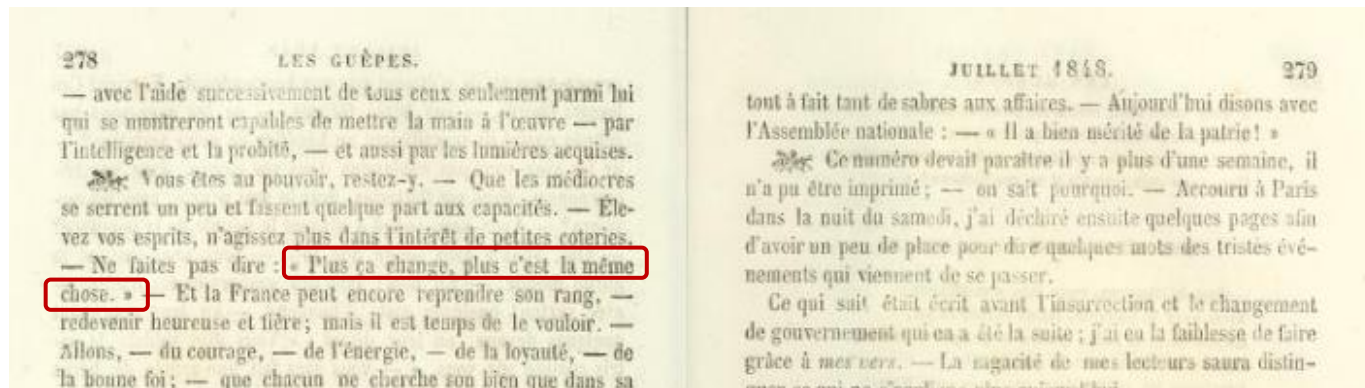 278 LES GUÊPES.
— avec l'aide successivement de tous ceux seulement parmi lui
qui se montreront capables de mettre la main à l'œuvre — par
l'intelligence et la probité, — et aussi par les lumières acquises.
Vous êtes au pouvoir, restez-y. — Que les médiocres
se serrent un peu et fassent quelque part aux capacités. — Éle-
vez vos esprits, n'agissez plus dans l'intérêt de petites coteries.
— Ne faites pas dire : « Plus ça change, plus c'est la même
chose. » — Et la France peut encore reprendre son rang, —
redevenir heureuse et fière ; mais il est temps de le vouloir. —
Allons, — du courage, — de l'énergie, — de la loyauté, — de
la bonne foi ; — que chacun ne cherche son bien que dans sa
JUILLET 1848. 279
tout à fait tant de sabres aux affaires. — Aujourd'hui disons avec
l'Assemblée nationale : — « Il a bien mérité de la patrie ! »
Ce numéro devait paraître il y a plus d'une semaine, il
n'a pu être imprimé ; — on sait pourquoi. — Accouru à Paris
dans la nuit du samedi, j'ai déchiré ensuite quelques pages afin
d'avoir un peu de place pour dire quelques mots des tristes évé-
nements qui viennent de se passer.
Ce qui suit était écrit avant l'insurrection et le changement
de gouvernement qui en a été la suite ; j'ai eu la faiblesse de faire
grâce à mes vers. — La sagacité de mes lecteurs saura distin-